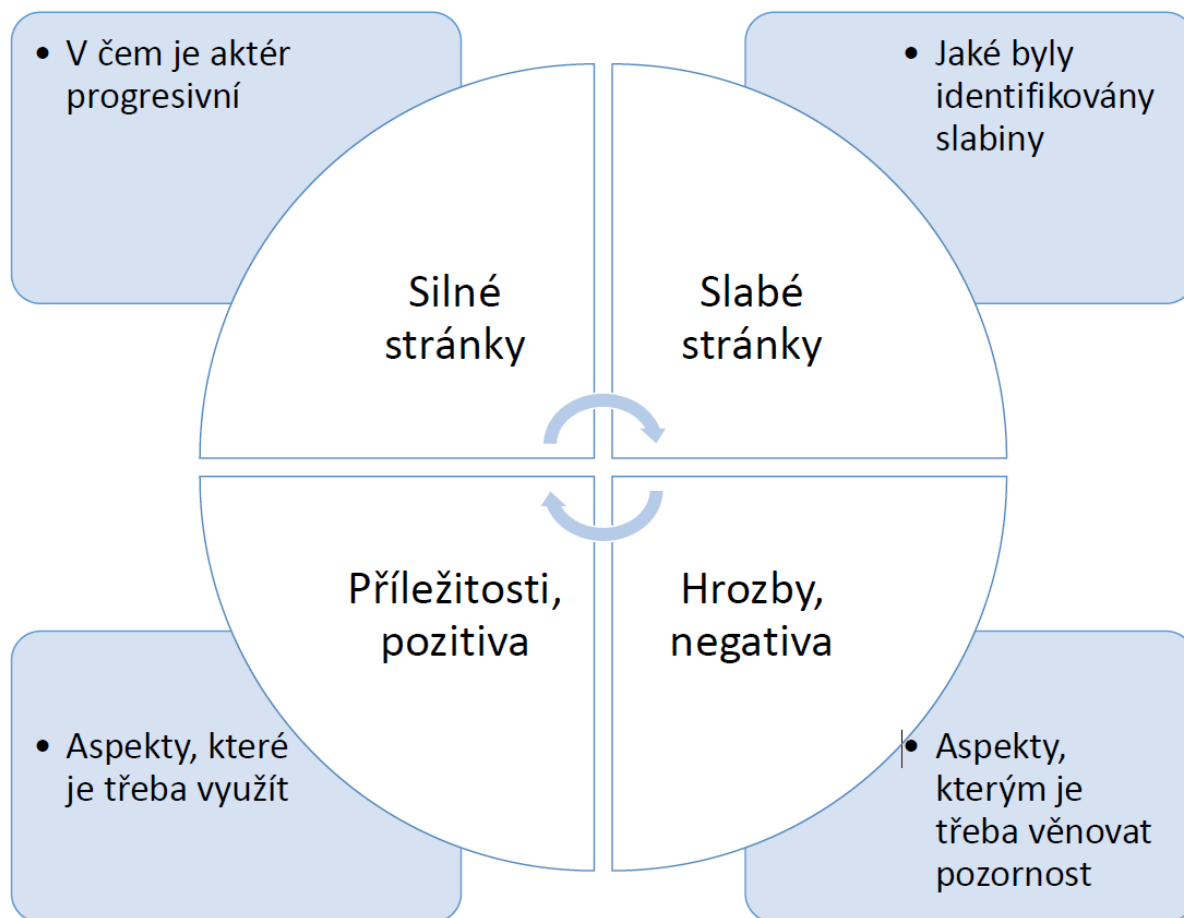 • V čem je aktér
progresivní
• Jaké byly
identifikovány
slabiny
Silné
stránky
Slabé
stránky
Příležitosti,
pozitiva
Hrozby,
negativa
• Aspekty, které
je třeba využít
• Aspekty,
kterým je
třeba věnovat
pozornost